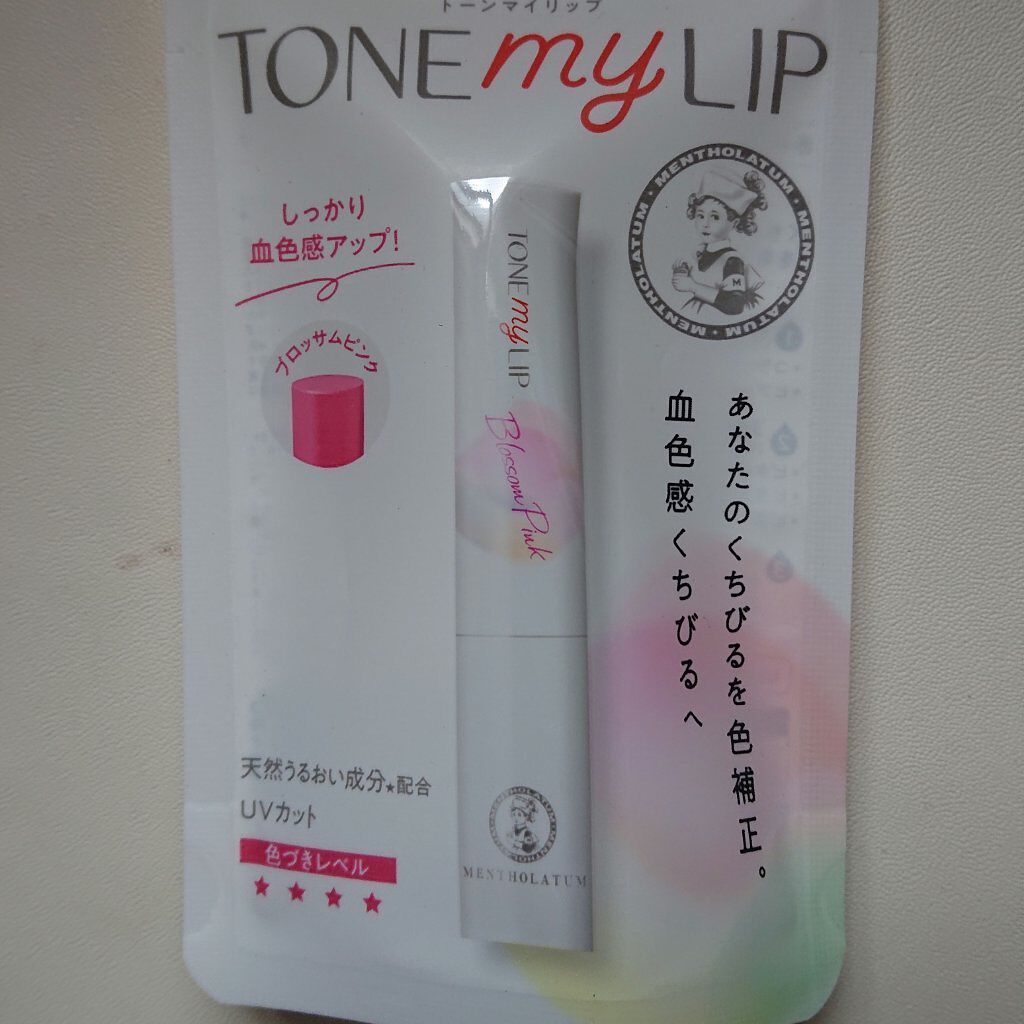 トーンマイリップ
TONE my LIP
しっかり
血色感アップ!
ブロッサムピンク
MENTHOLATUM・MENTHOLATUM・MENTHOLATUM・
M
TONE my LIP
Blossom Pink
あなたのくちびるを色補正。
血色感くちびるへ
天然うるおい成分★配合
UVカット
色づきレベル
★ ★ ★ ★
MENTHOLATUM